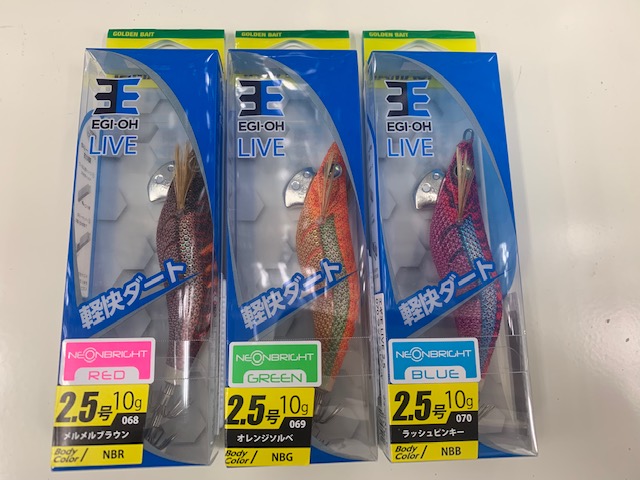 GOLDEN BAIT
EGI-OH
LIVE
軽快ダート
NEONBRIGHT
RED
2.5号 10g
068
メルメルブラウン
Body Color/ NBR
GOLDEN BAIT
EGI-OH
LIVE
軽快ダート
NEONBRIGHT
GREEN
2.5号 10g
069
オレンジソルベ
Body Color/ NBG
GOLDEN BAIT
EGI-OH
LIVE
軽快ダート
NEONBRIGHT
BLUE
2.5号 10g
070
ラッシュピンキー
Body Color/ NBB